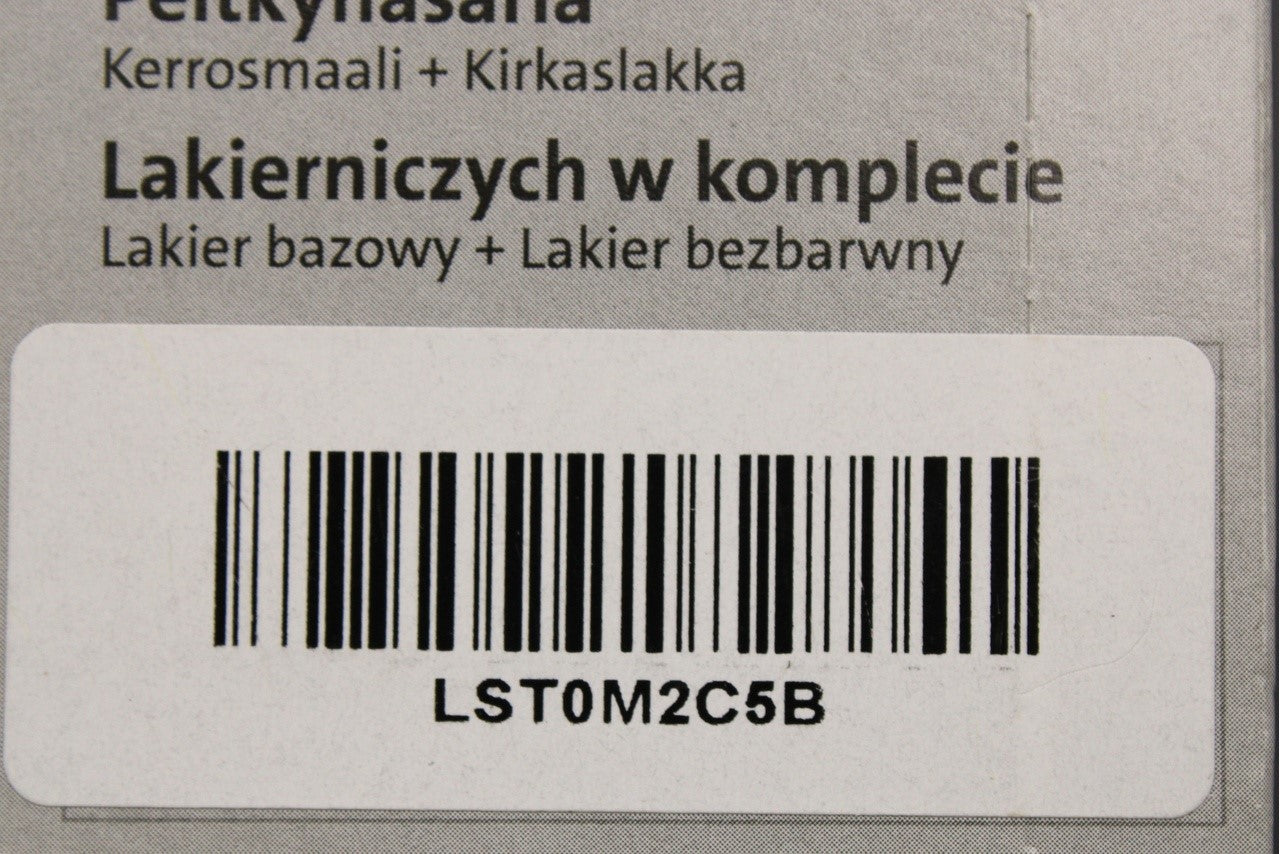 Kerrosmaali + Kirkaslakka
Lakierniczych w komplecie
Lakier bazowy + Lakier bezbarwny
LST0M2C5B